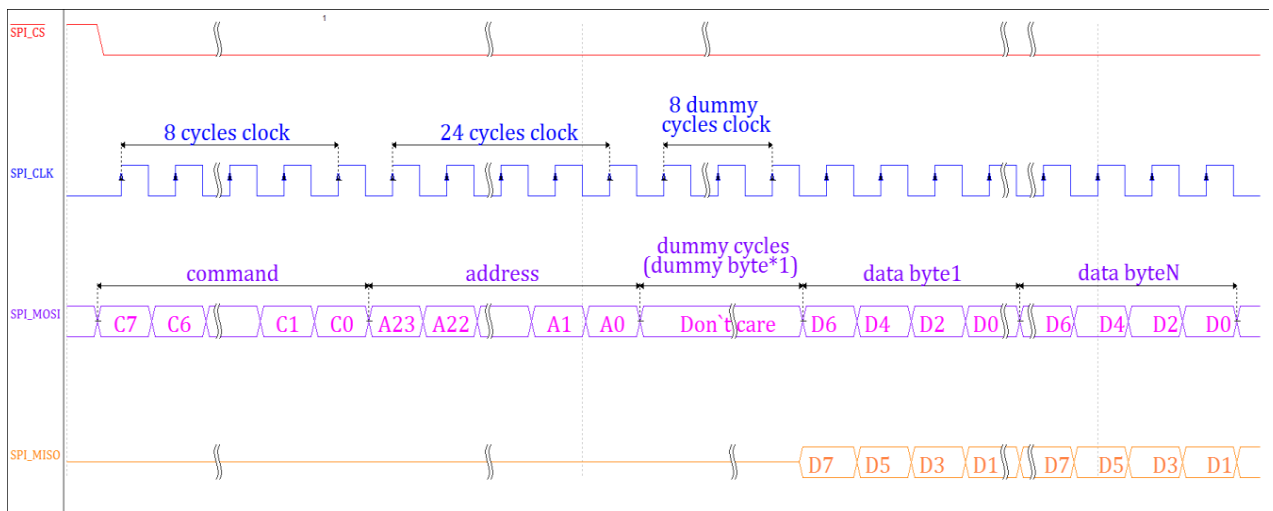 1
SPI_CS
8 cycles clock
24 cycles clock
8 dummy
cycles clock
SPI_CLK
command
address
dummy cycles
(dummy byte*1)
data byte1
data byteN
SPI_MOSI
C7 C6 C1 C0 A23 A22 A1 A0 Don`t care D6 D4 D2 D0 D6 D4 D2 D0
SPI_MISO
D7 D5 D3 D1 D7 D5 D3 D1